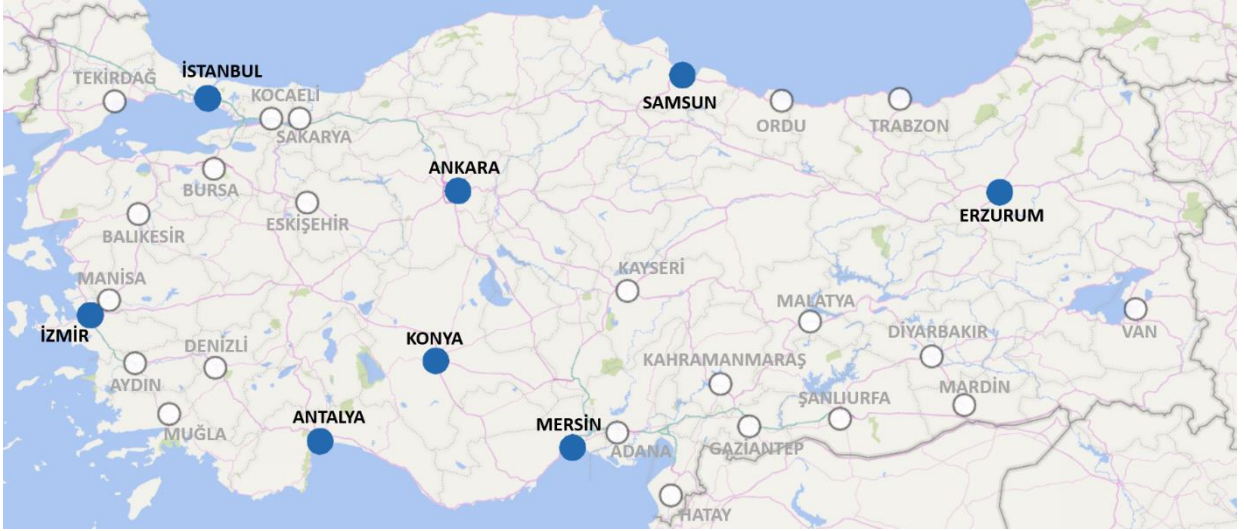 İSTANBUL
TEKİRDAĞ
KOCAELİ
SAMSUN
ORDU
TRABZON
SAKARYA
ANKARA
BURSA
ESKİŞEHİR
ERZURUM
BALIKESİR
KAYSERİ
MANİSA
MALATYA
İZMİR
DİYARBAKIR
VAN
KONYA
DENİZLİ
KAHRAMANMARAŞ
AYDIN
MARDİN
ŞANLIURFA
ANTALYA
MERSİN
MUĞLA
ADANA
GAZİANTEP
HATAY